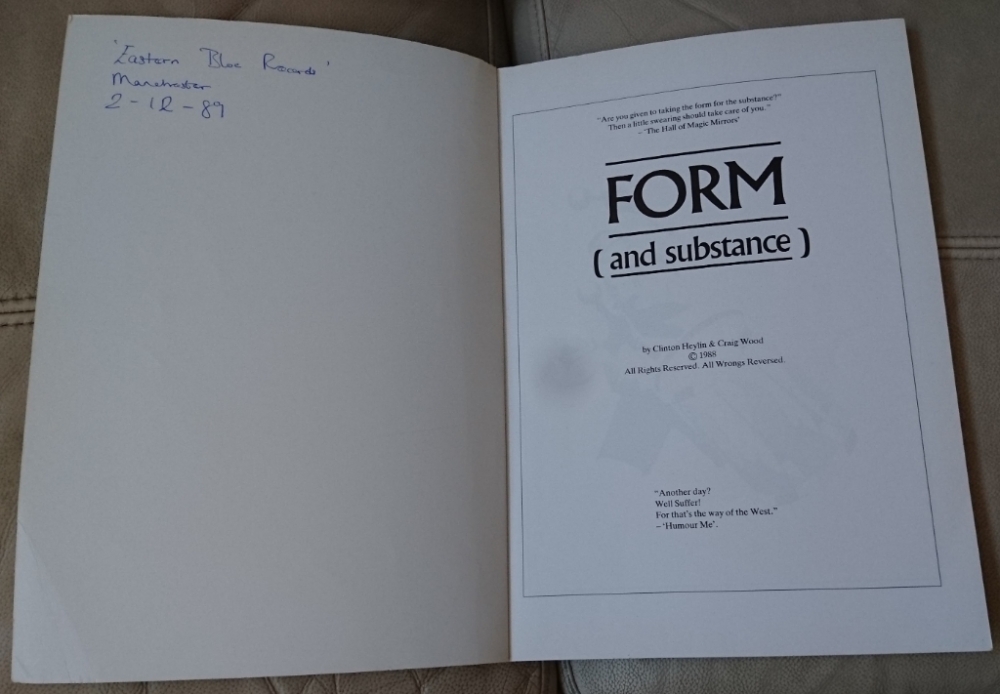 'Eastern Bloc Records'
Manchester
2-12-89
"Are you given to taking the form for the substance?"
Then a little swearing should take care of you."
– 'The Hall of Magic Mirrors'
FORM
(and substance)
by Clinton Heylin & Craig Wood
© 1988
All Rights Reserved. All Wrongs Reversed.
"Another day?
Well Suffer!
For that's the way of the West."
– 'Humour Me'.